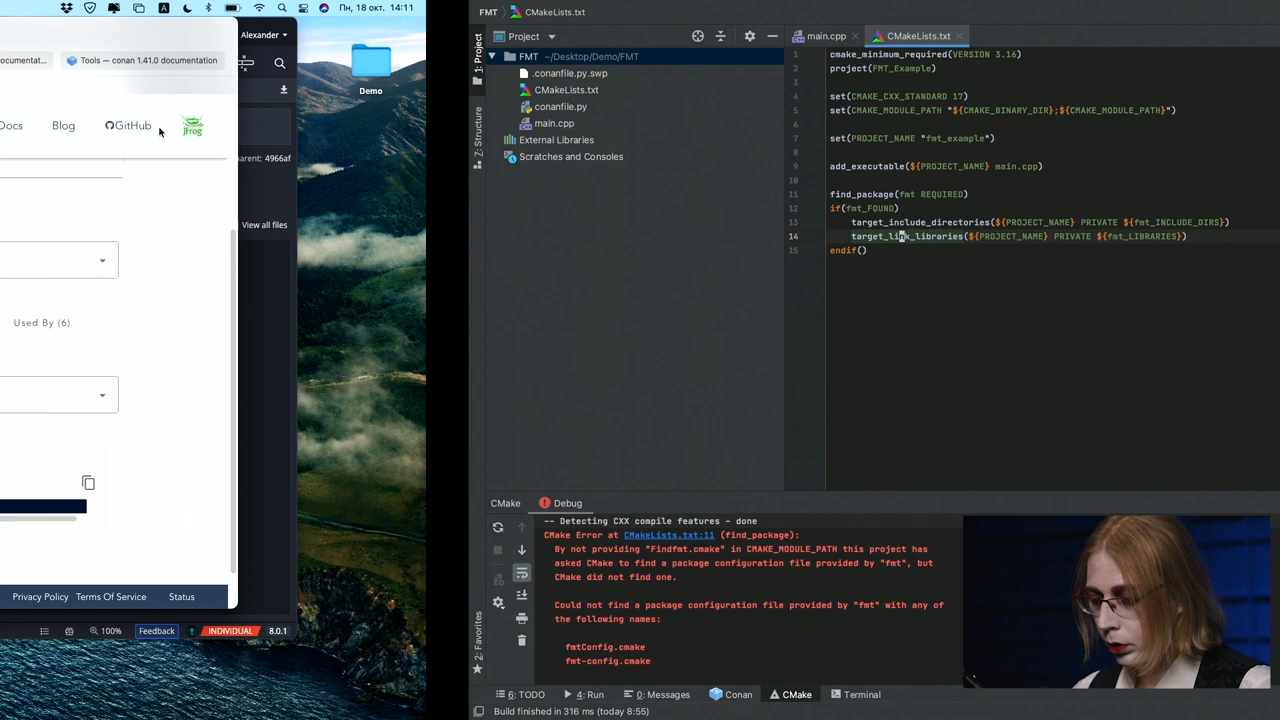 Пн, 18 окт. 14:11
Alexander
ocumentat...
Tools — conan 1.41.0 documentation
Docs
Blog
GitHub
JFrog
arent: 4966af
View all files
Used By (6)
Privacy Policy
Terms Of Service
Status
100%
Feedback
INDIVIDUAL
8.0.1
Demo
FMT
CMakeLists.txt
1: Project
7: Structure
2: Favorites
Project
FMT ~/Desktop/Demo/FMT
.conanfile.py.swp
CMakeLists.txt
conanfile.py
main.cpp
External Libraries
Scratches and Consoles
main.cpp
CMakeLists.txt
1 cmake_minimum_required(VERSION 3.16)
2 project(FMT_Example)
3
4 set(CMAKE_CXX_STANDARD 17)
5 set(CMAKE_MODULE_PATH "${CMAKE_BINARY_DIR};${CMAKE_MODULE_PATH}")
6
7 set(PROJECT_NAME "fmt_example")
8
9 add_executable(${PROJECT_NAME} main.cpp)
10
11 find_package(fmt REQUIRED)
12 if(fmt_FOUND)
13 target_include_directories(${PROJECT_NAME} PRIVATE ${fmt_INCLUDE_DIRS})
14 target_link_libraries(${PROJECT_NAME} PRIVATE ${fmt_LIBRARIES})
15 endif()
CMake
Debug
-- Detecting CXX compile features - done
CMake Error at CMakeLists.txt:11 (find_package):
By not providing "Findfmt.cmake" in CMAKE_MODULE_PATH this project has
asked CMake to find a package configuration file provided by "fmt", but
CMake did not find one.
Could not find a package configuration file provided by "fmt" with any of
the following names:
fmtConfig.cmake
fmt-config.cmake
6: TODO
4: Run
0: Messages
Conan
CMake
Terminal
Build finished in 316 ms (today 8:55)